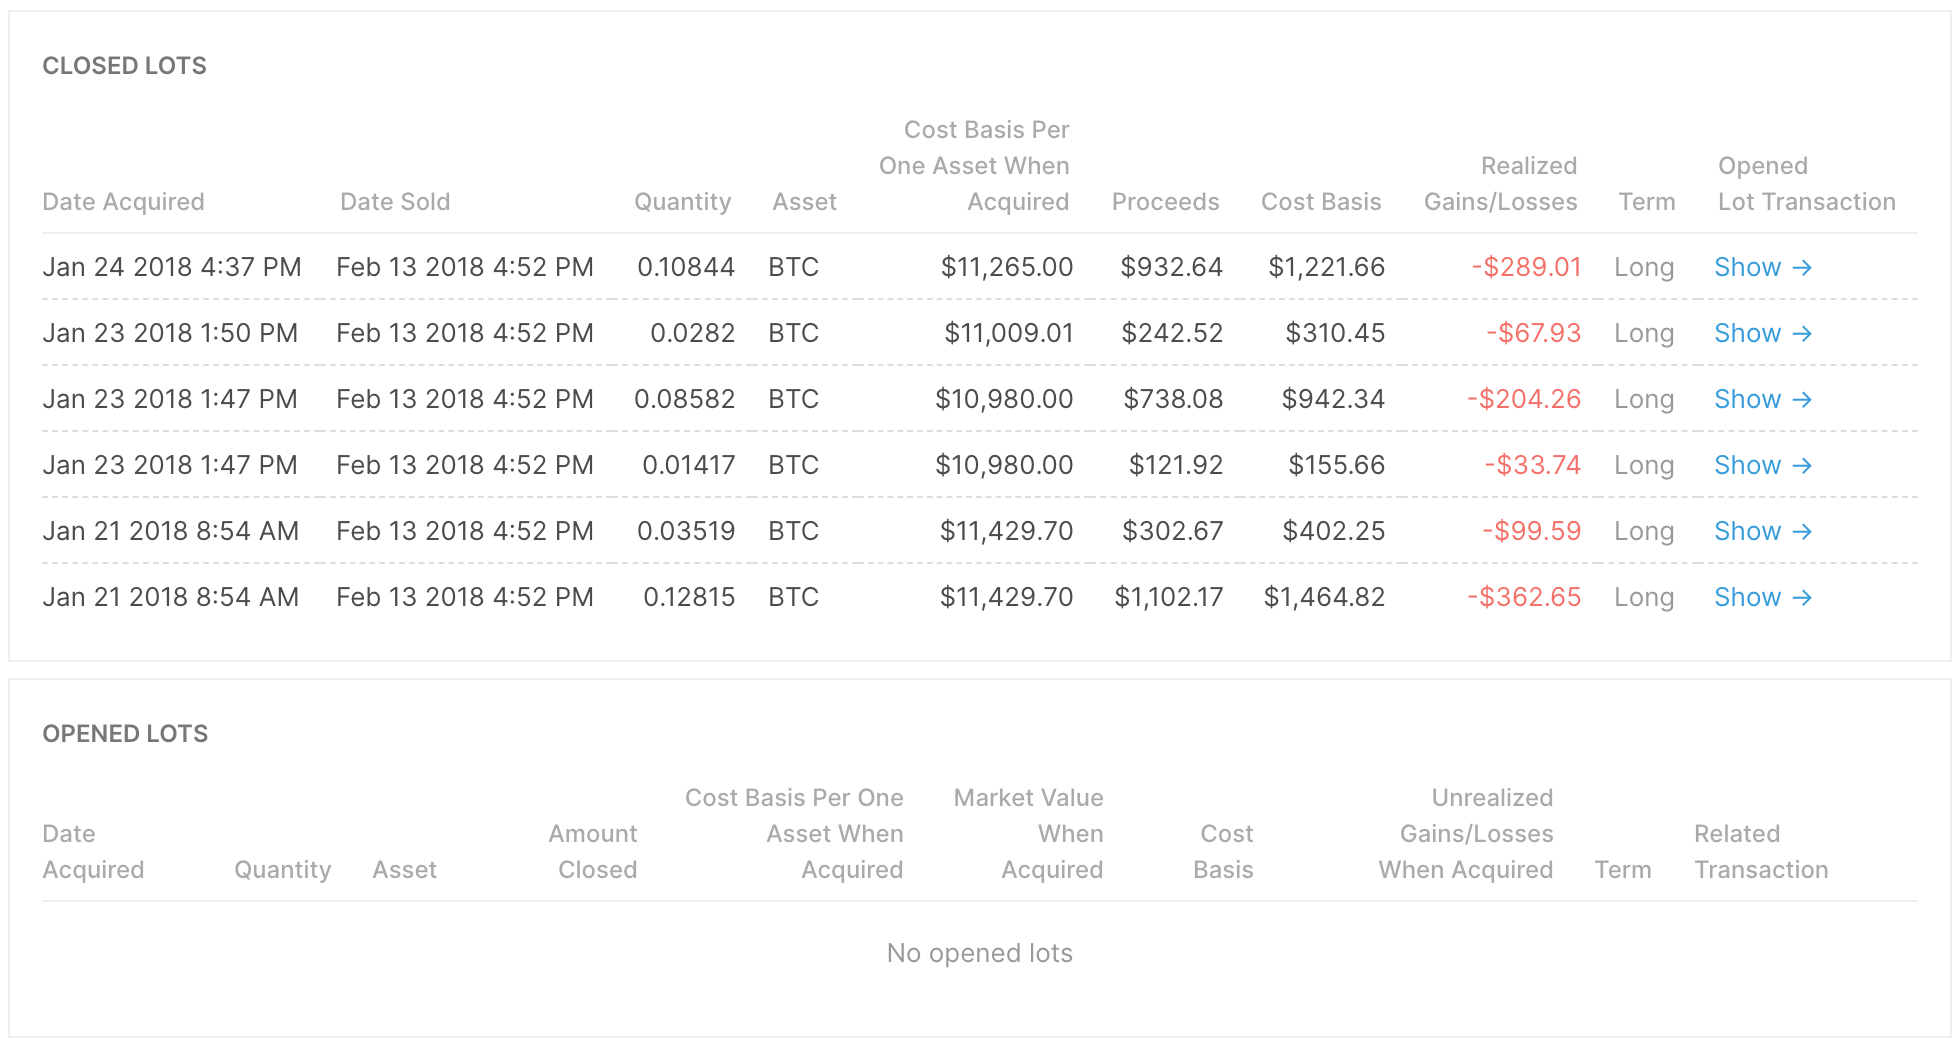 CLOSED LOTS
Cost Basis Per
One Asset When Realized Opened
Date Acquired Date Sold Quantity Asset Acquired Proceeds Cost Basis Gains/Losses Term Lot Transaction
Jan 24 2018 4:37 PM Feb 13 2018 4:52 PM 0.10844 BTC $11,265.00 $932.64 $1,221.66 -$289.01 Long Show →
Jan 23 2018 1:50 PM Feb 13 2018 4:52 PM 0.0282 BTC $11,009.01 $242.52 $310.45 -$67.93 Long Show →
Jan 23 2018 1:47 PM Feb 13 2018 4:52 PM 0.08582 BTC $10,980.00 $738.08 $942.34 -$204.26 Long Show →
Jan 23 2018 1:47 PM Feb 13 2018 4:52 PM 0.01417 BTC $10,980.00 $121.92 $155.66 -$33.74 Long Show →
Jan 21 2018 8:54 AM Feb 13 2018 4:52 PM 0.03519 BTC $11,429.70 $302.67 $402.25 -$99.59 Long Show →
Jan 21 2018 8:54 AM Feb 13 2018 4:52 PM 0.12815 BTC $11,429.70 $1,102.17 $1,464.82 -$362.65 Long Show →
OPENED LOTS
Cost Basis Per One Market Value Unrealized
Date Amount Asset When When Cost Gains/Losses Related
Acquired Quantity Asset Closed Acquired Acquired Basis When Acquired Term Transaction
No opened lots